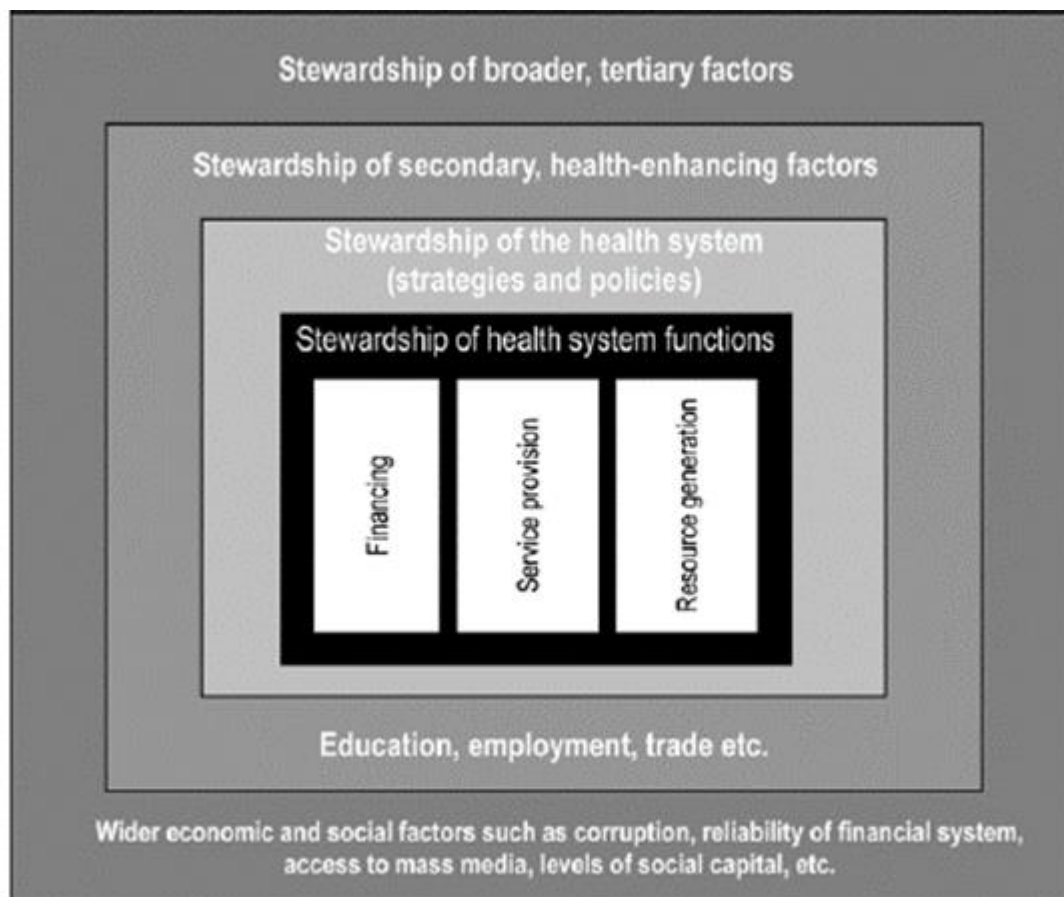 Stewardship of broader, tertiary factors
Stewardship of secondary, health-enhancing factors
Stewardship of the health system
(strategies and policies)
Stewardship of health system functions
Financing
Service provision
Resource generation
Education, employment, trade etc.
Wider economic and social factors such as corruption, reliability of financial system,
access to mass media, levels of social capital, etc.